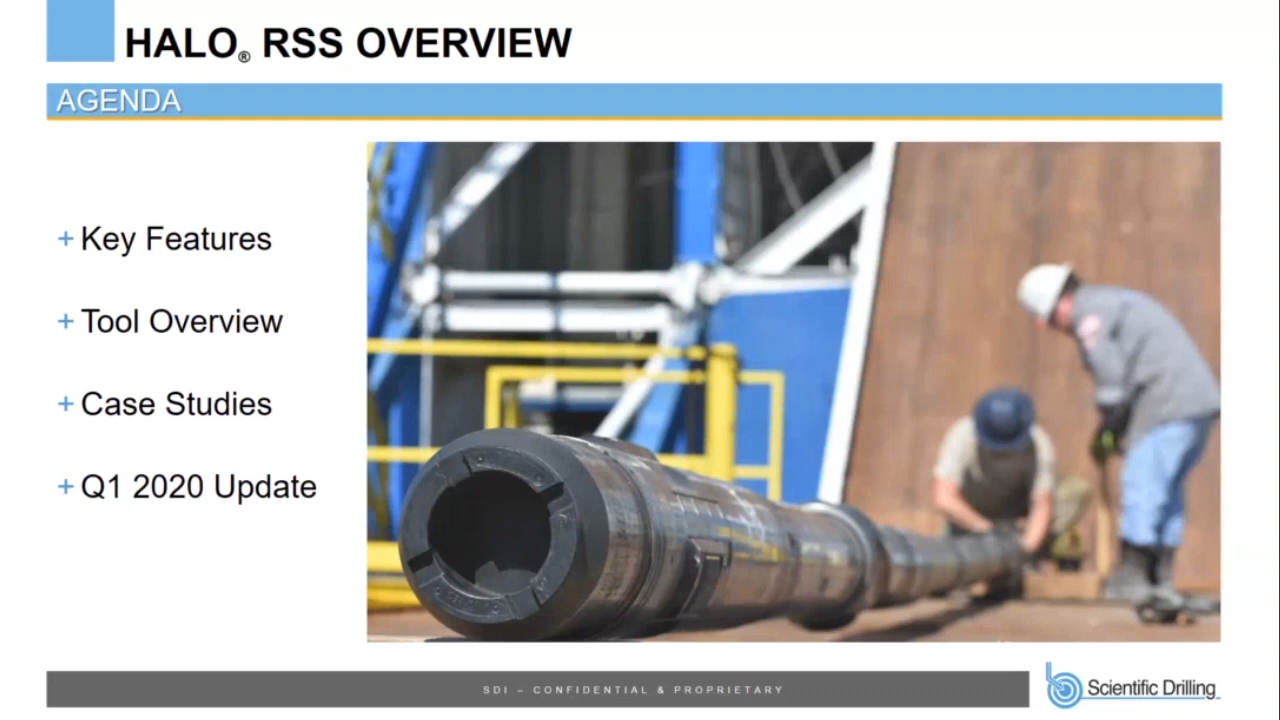 HALO® RSS OVERVIEW
AGENDA
+ Key Features
+ Tool Overview
+ Case Studies
+ Q1 2020 Update
SDI – CONFIDENTIAL & PROPRIETARY
Scientific Drilling